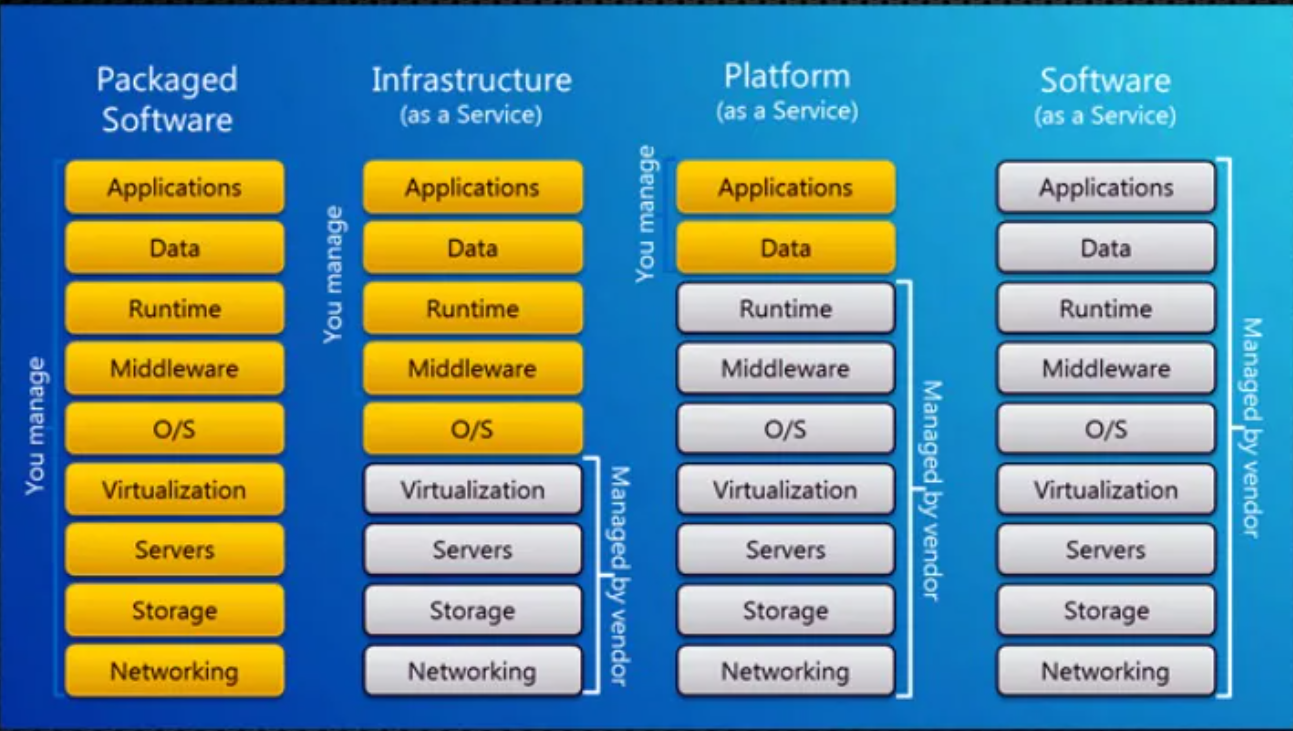 Packaged
Software
You manage
Applications
Data
Runtime
Middleware
O/S
Virtualization
Servers
Storage
Networking
Infrastructure
(as a Service)
You manage
Applications
Data
Runtime
Middleware
O/S
Virtualization
Servers
Storage
Networking
Managed by vendor
Platform
(as a Service)
You manage
Applications
Data
Runtime
Middleware
O/S
Virtualization
Servers
Storage
Networking
Managed by vendor
Software
(as a Service)
Applications
Data
Runtime
Middleware
O/S
Virtualization
Servers
Storage
Networking
Managed by vendor